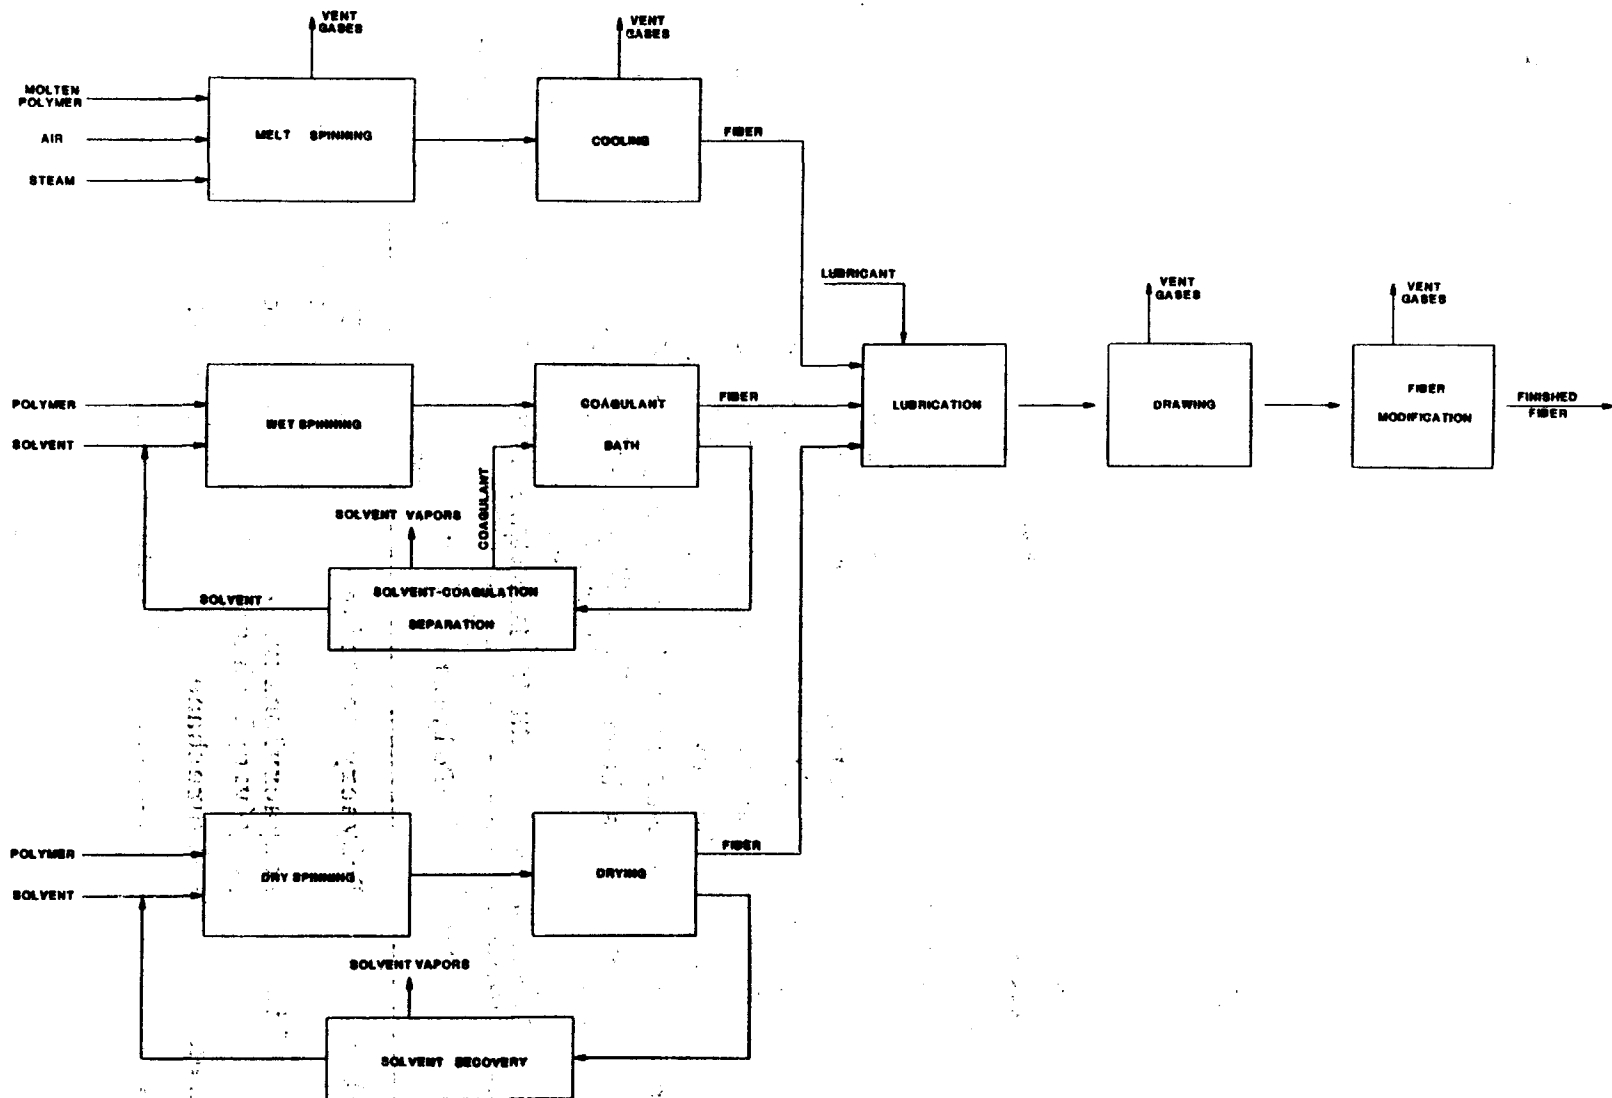 VENT
GASES
VENT
GASES
MOLTEN
POLYMER
AIR
STEAM
MELT SPINNING
COOLING
FIBER
LUBRICANT
VENT
GASES
VENT
GASES
POLYMER
SOLVENT
WET SPINNING
COAGULANT
BATH
FIBER
LUBRICATION
DRAWING
FIBER
MODIFICATION
FINISHED
FIBER
SOLVENT VAPORS
COAGULANT
SOLVENT
SOLVENT-COAGULATION
SEPARATION
POLYMER
SOLVENT
DRY SPINNING
DRYING
FIBER
SOLVENT VAPORS
SOLVENT RECOVERY